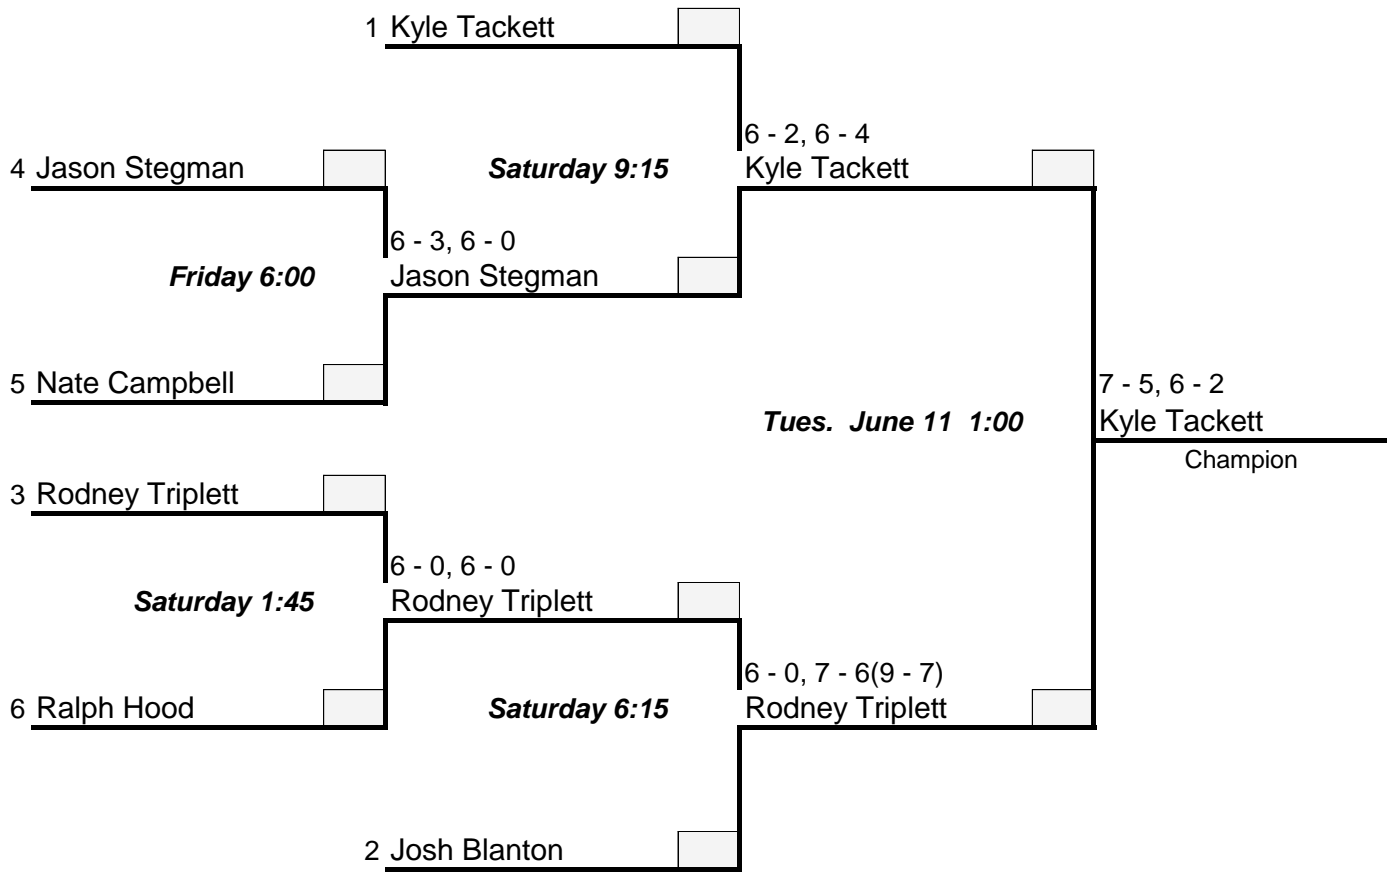 1 Kyle Tackett
6 - 2, 6 - 4
4 Jason Stegman
Saturday 9:15
Kyle Tackett
6 - 3, 6 - 0
Friday 6:00
Jason Stegman
5 Nate Campbell
7 - 5, 6 - 2
Tues. June 11 1:00
Kyle Tackett
Champion
3 Rodney Triplett
6 - 0, 6 - 0
Saturday 1:45
Rodney Triplett
6 - 0, 7 - 6(9 - 7)
6 Ralph Hood
Saturday 6:15
Rodney Triplett
2 Josh Blanton